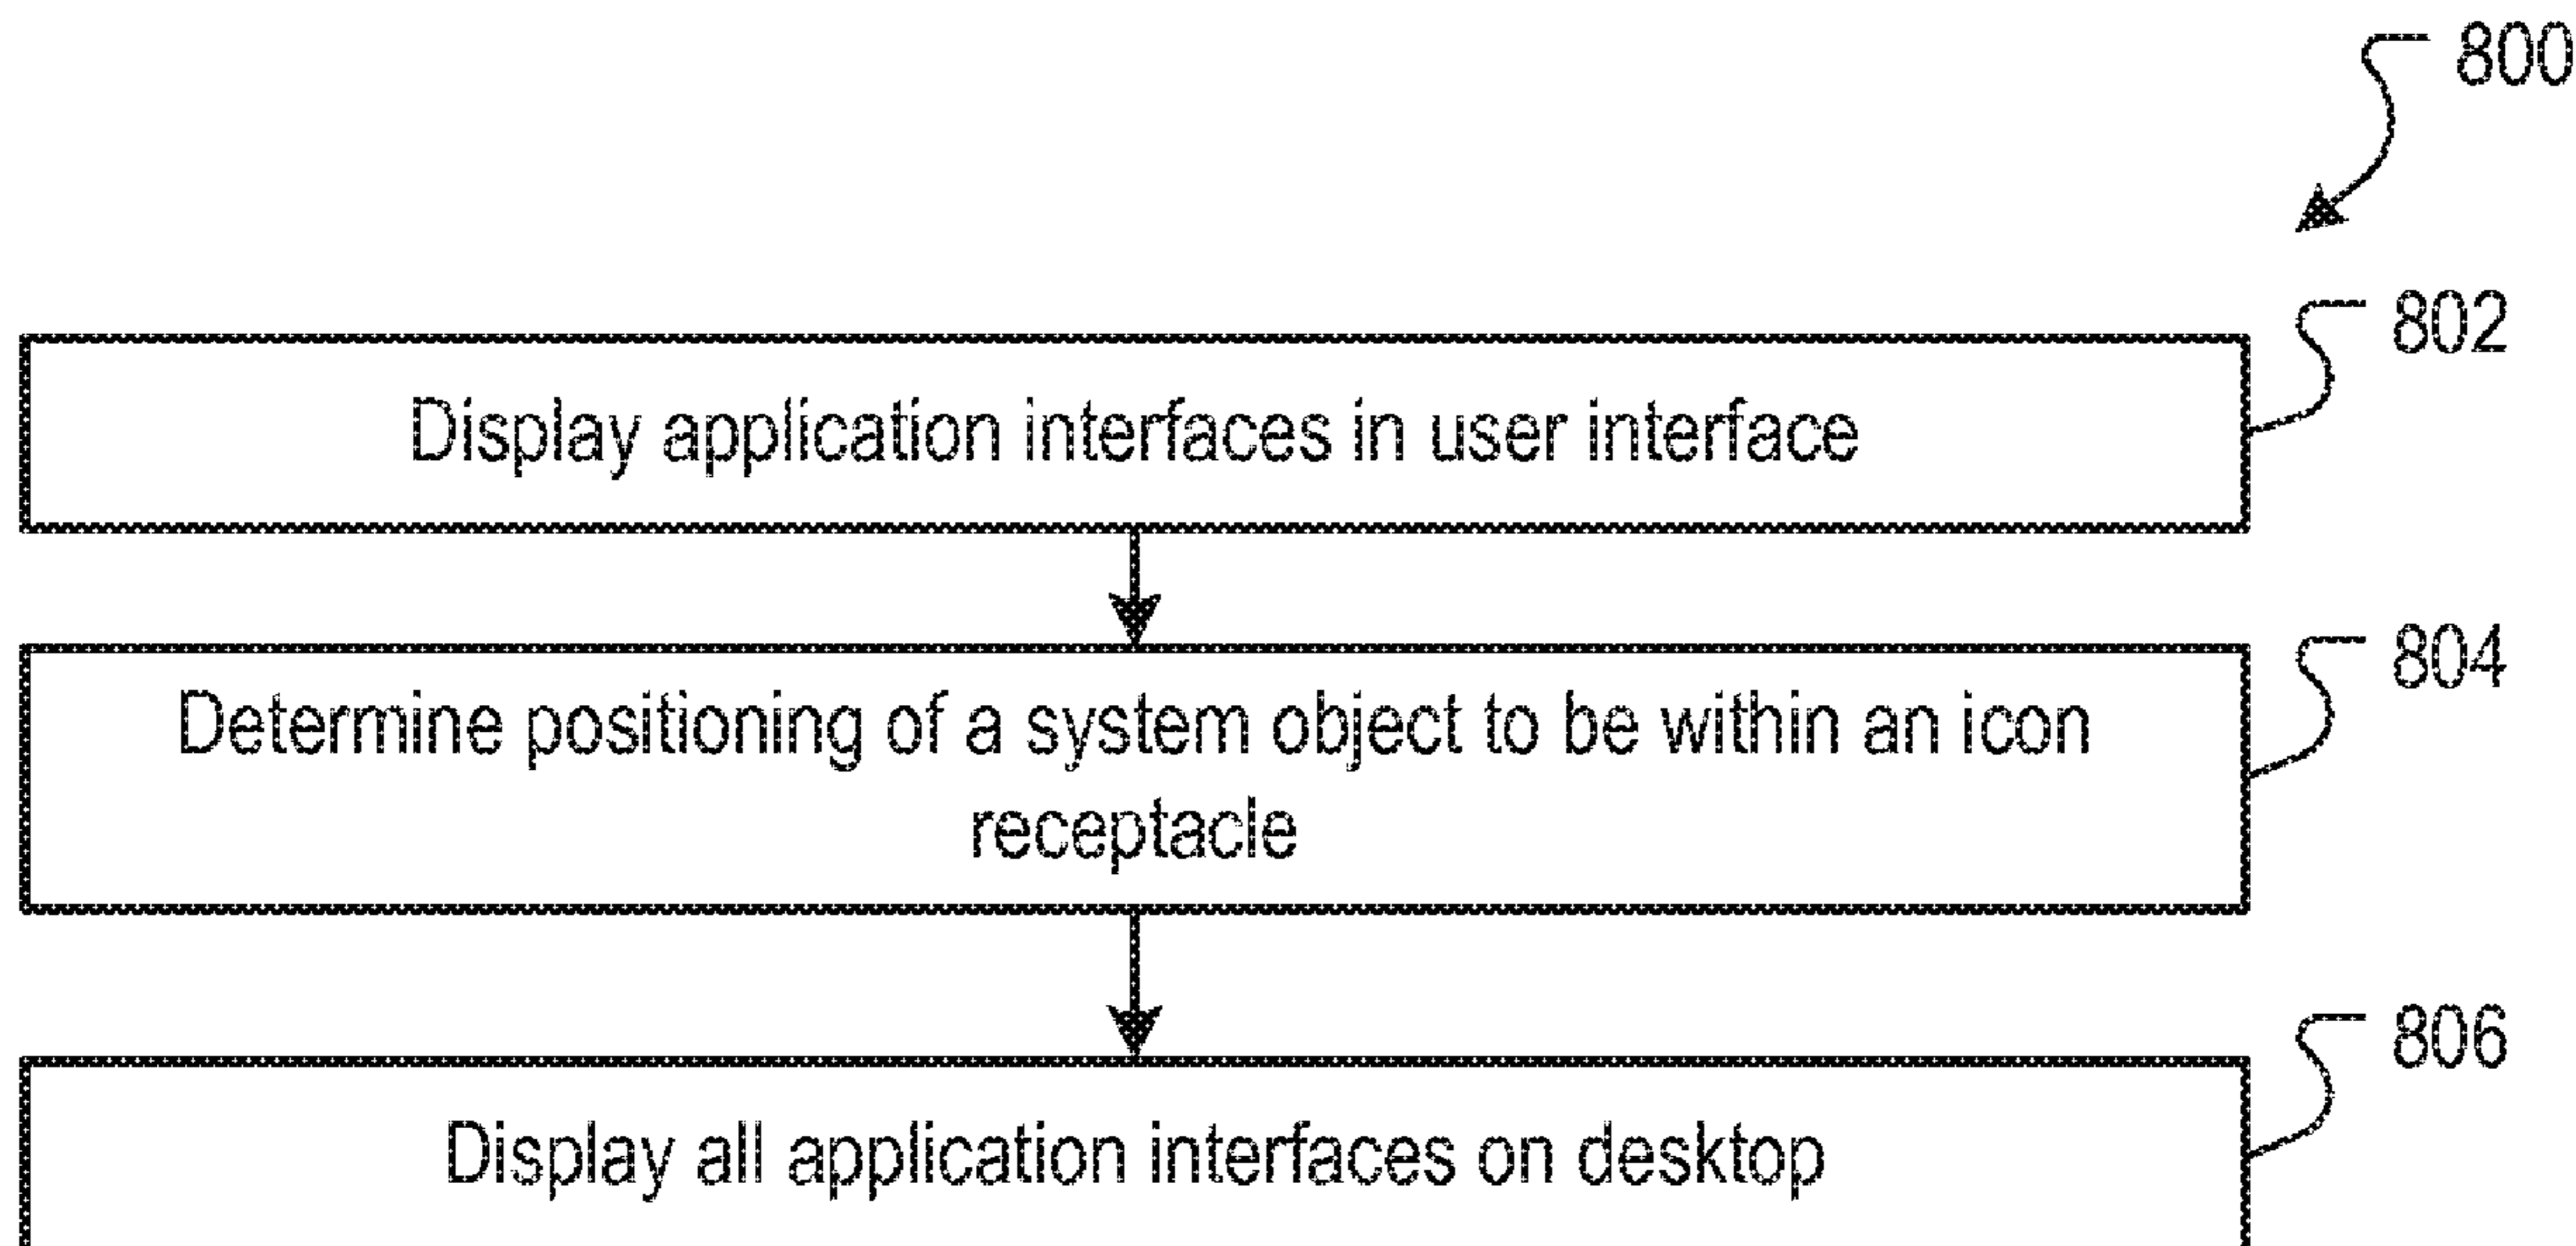 800
802
Display application interfaces in user interface
804
Determine positioning of a system object to be within an icon
receptacle
806
Display all application interfaces on desktop